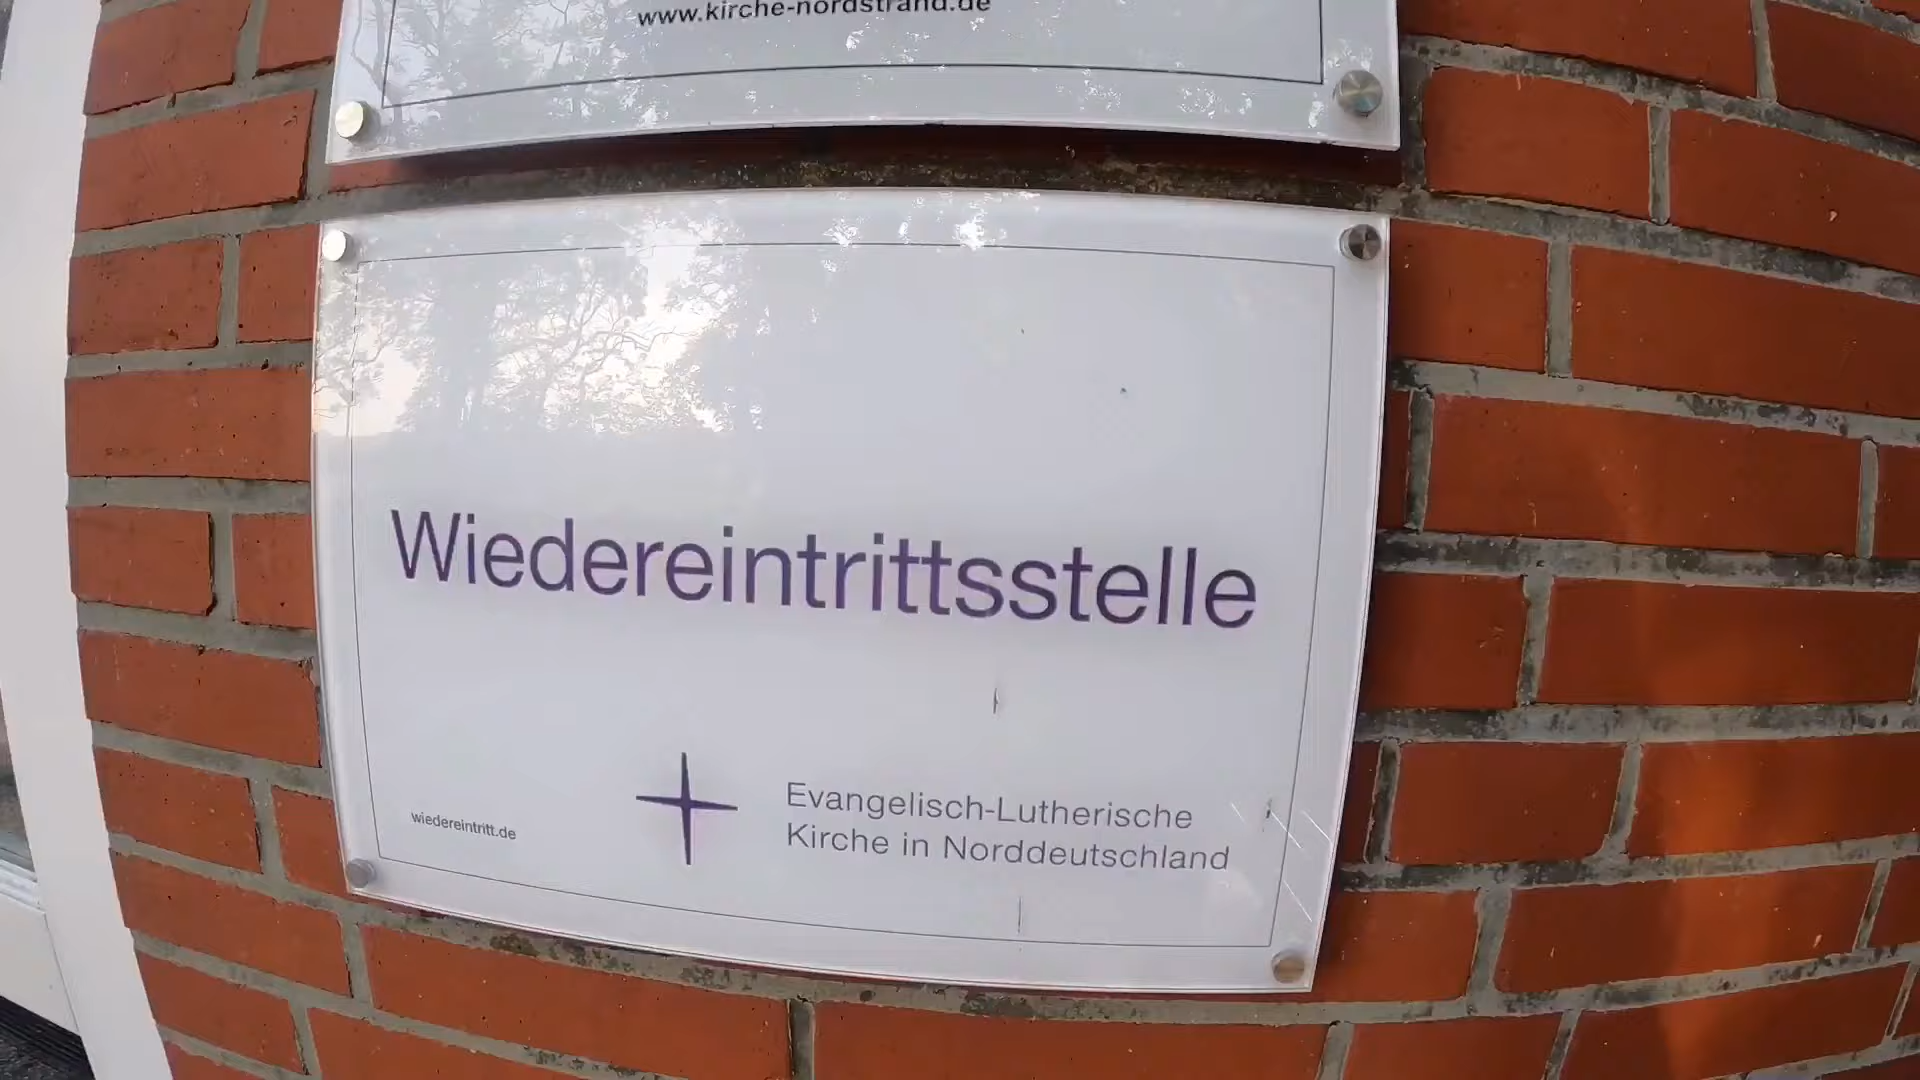 www.kirche-nordstrand.de
Wiedereintrittsstelle
wiedereintritt.de
Evangelisch-Lutherische
Kirche in Norddeutschland